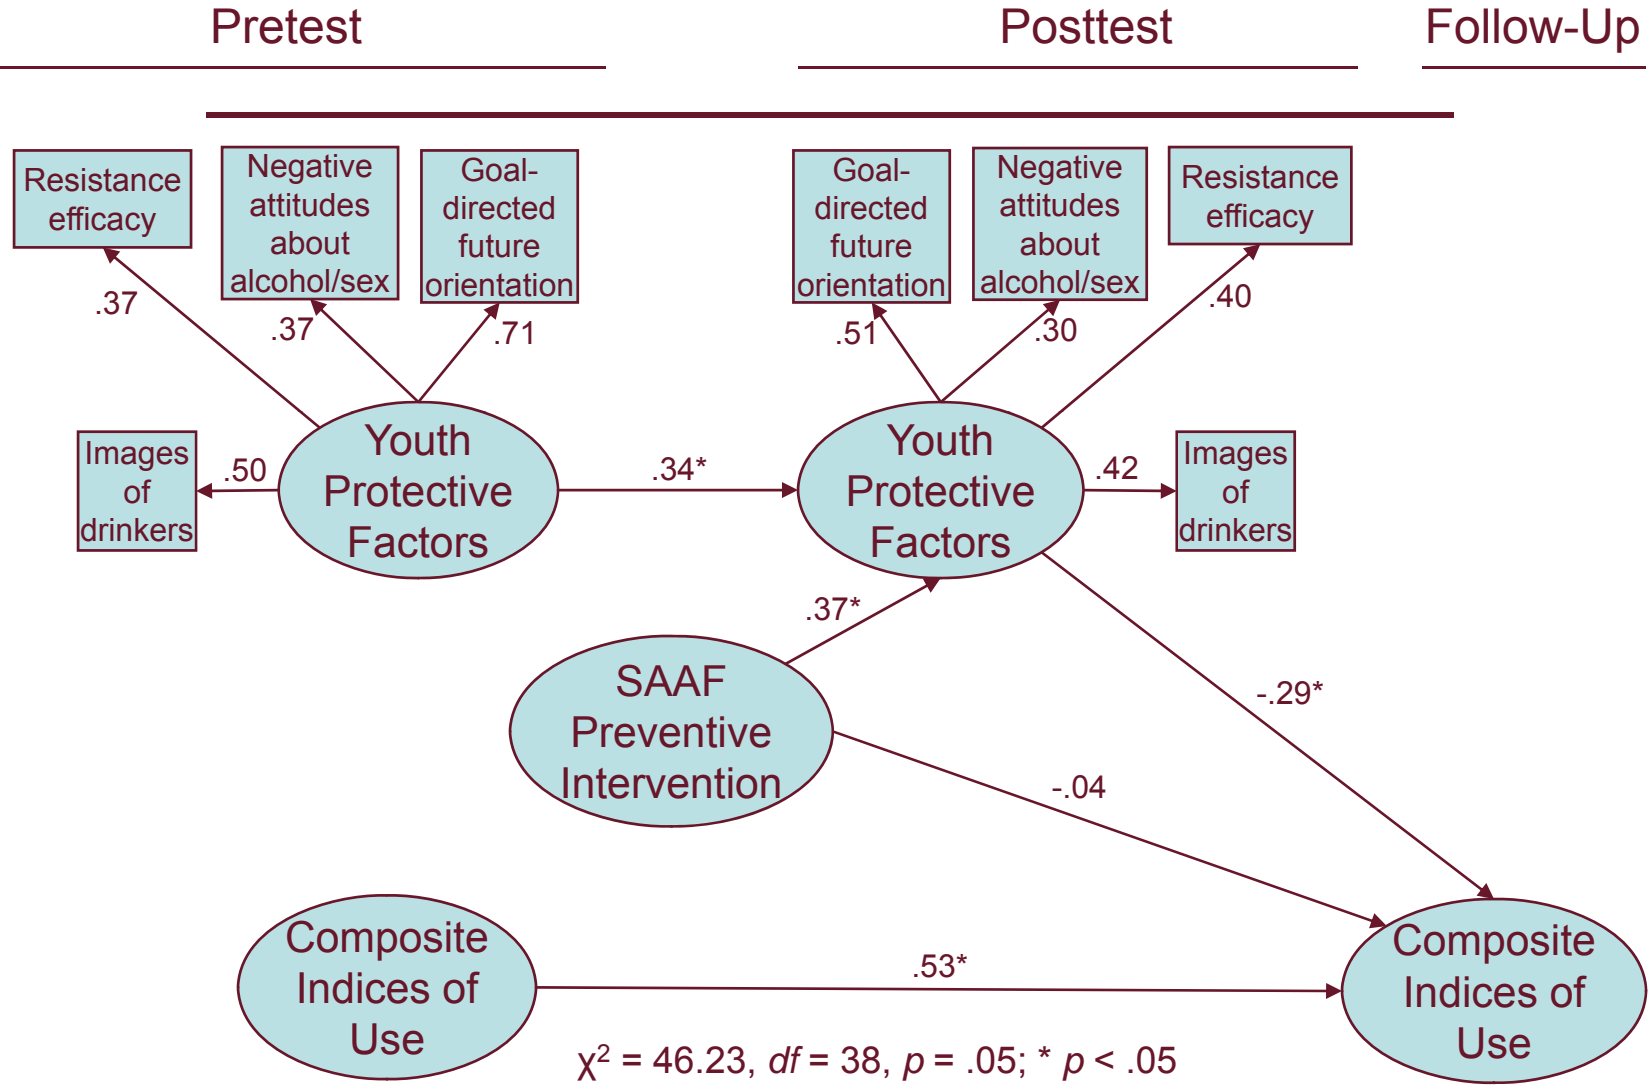 Pretest
Posttest
Follow-Up
Resistance
efficacy
Negative
attitudes
about
alcohol/sex
Goal-
directed
future
orientation
Goal-
directed
future
orientation
Negative
attitudes
about
alcohol/sex
Resistance
efficacy
.37
.37
.71
.51
.30
.40
Images
of
drinkers
.50
Youth
Protective
Factors
.34*
Youth
Protective
Factors
.42
Images
of
drinkers
.37*
SAAF
Preventive
Intervention
-.29*
-.04
Composite
Indices of
Use
.53*
Composite
Indices of
Use
χ² = 46.23, df = 38, p = .05; * p < .05